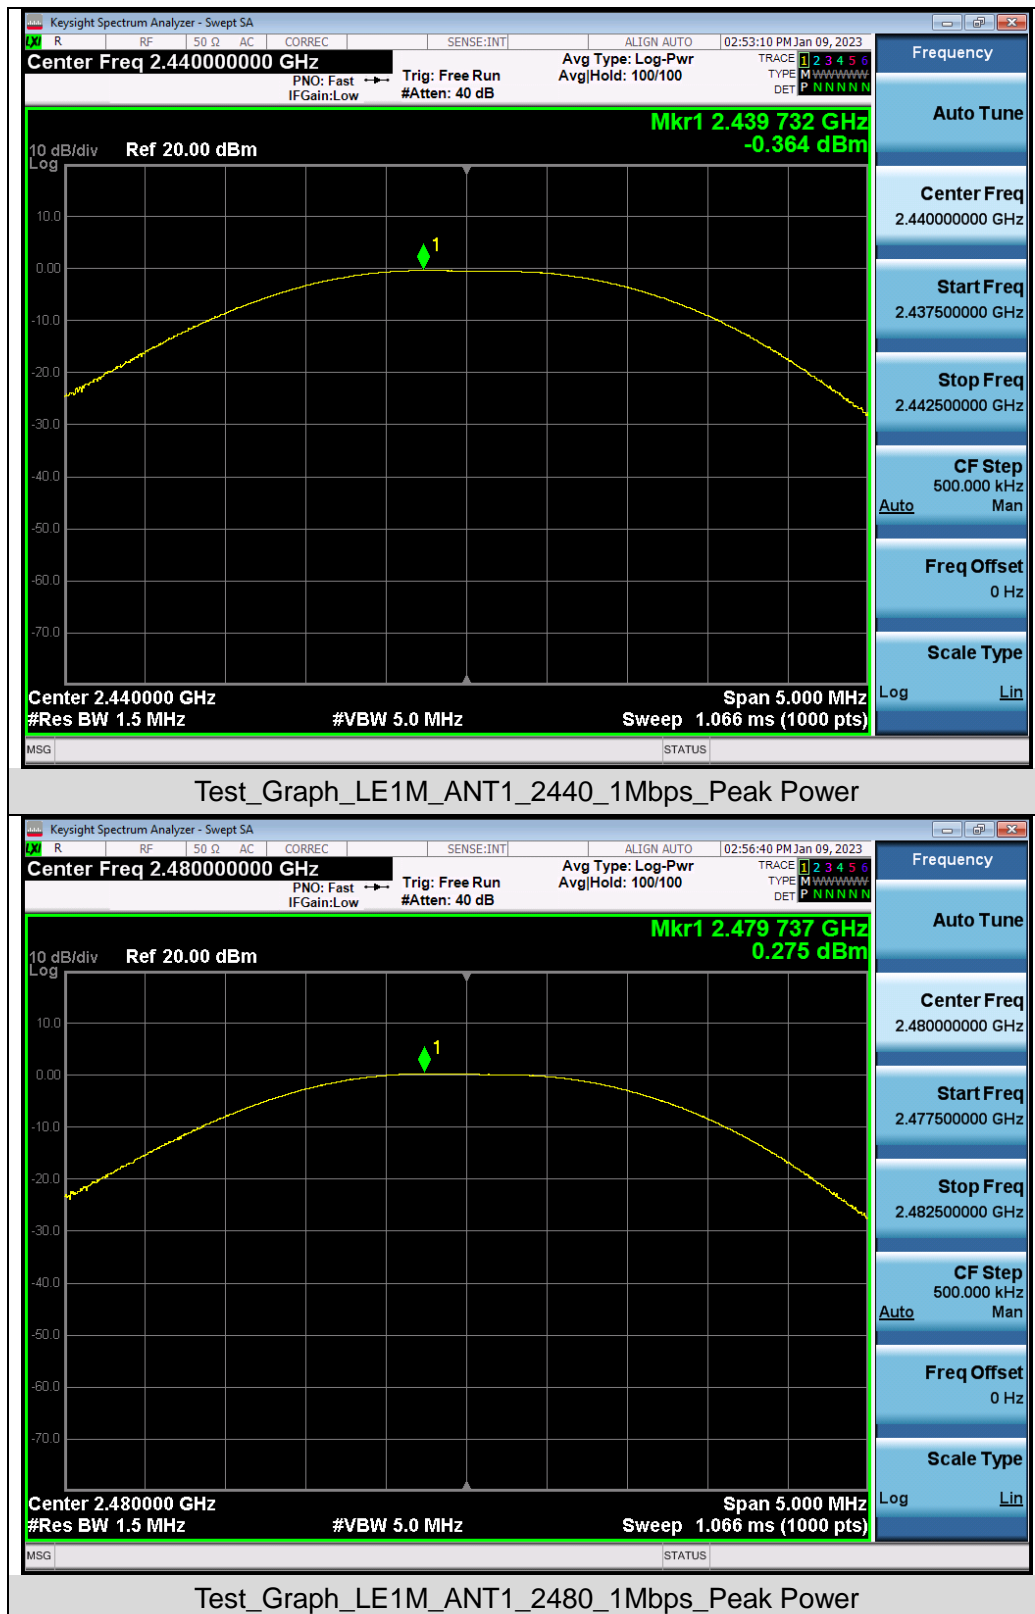 Keysight Spectrum Analyzer - Swept SA
LXI R RF 50 Ω AC CORREC SENSE:INT ALIGN AUTO 02:53:10 PM Jan 09, 2023
Center Freq 2.440000000 GHz
PNO: Fast
IFGain:Low
Trig: Free Run
#Atten: 40 dB
Avg Type: Log-Pwr
Avg|Hold: 100/100
TRACE 1 2 3 4 5 6
TYPE M WWWWW
DET P N N N N N
Mkr1 2.439 732 GHz
-0.364 dBm
10 dB/div Ref 20.00 dBm
Log
10.0
1
0.00
-10.0
-20.0
-30.0
-40.0
-50.0
-60.0
-70.0
Center 2.440000 GHz Span 5.000 MHz
#Res BW 1.5 MHz #VBW 5.0 MHz Sweep 1.066 ms (1000 pts)
MSG STATUS
Frequency
Auto Tune
Center Freq
2.440000000 GHz
Start Freq
2.437500000 GHz
Stop Freq
2.442500000 GHz
CF Step
500.000 kHz
Auto Man
Freq Offset
0 Hz
Scale Type
Log Lin
Test_Graph_LE1M_ANT1_2440_1Mbps_Peak Power
Keysight Spectrum Analyzer - Swept SA
LXI R RF 50 Ω AC CORREC SENSE:INT ALIGN AUTO 02:56:40 PM Jan 09, 2023
Center Freq 2.480000000 GHz
PNO: Fast
IFGain:Low
Trig: Free Run
#Atten: 40 dB
Avg Type: Log-Pwr
Avg|Hold: 100/100
TRACE 1 2 3 4 5 6
TYPE M WWWWW
DET P N N N N N
Mkr1 2.479 737 GHz
0.275 dBm
10 dB/div Ref 20.00 dBm
Log
10.0
1
0.00
-10.0
-20.0
-30.0
-40.0
-50.0
-60.0
-70.0
Center 2.480000 GHz Span 5.000 MHz
#Res BW 1.5 MHz #VBW 5.0 MHz Sweep 1.066 ms (1000 pts)
MSG STATUS
Frequency
Auto Tune
Center Freq
2.480000000 GHz
Start Freq
2.477500000 GHz
Stop Freq
2.482500000 GHz
CF Step
500.000 kHz
Auto Man
Freq Offset
0 Hz
Scale Type
Log Lin
Test_Graph_LE1M_ANT1_2480_1Mbps_Peak Power